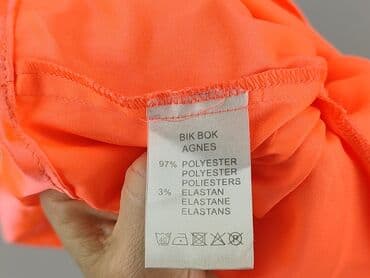 BIK BOK
AGNES
97% POLYESTER
POLYESTER
POLIESTERS
3% ELASTAN
ELASTANE
ELASTANS